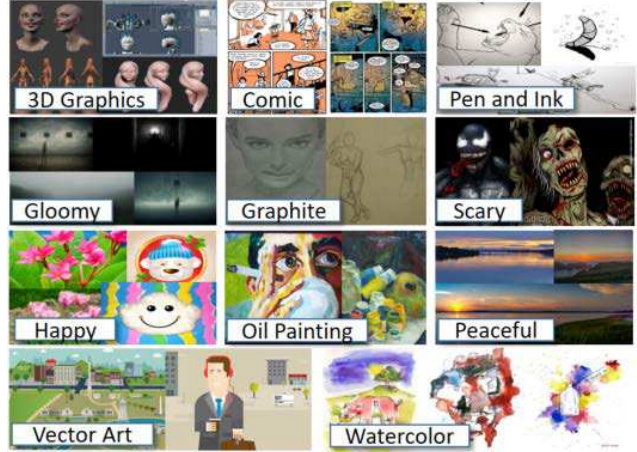 3D Graphics
Comic
Pen and Ink
Gloomy
Graphite
Scary
Happy
Oil Painting
Peaceful
Vector Art
Watercolor